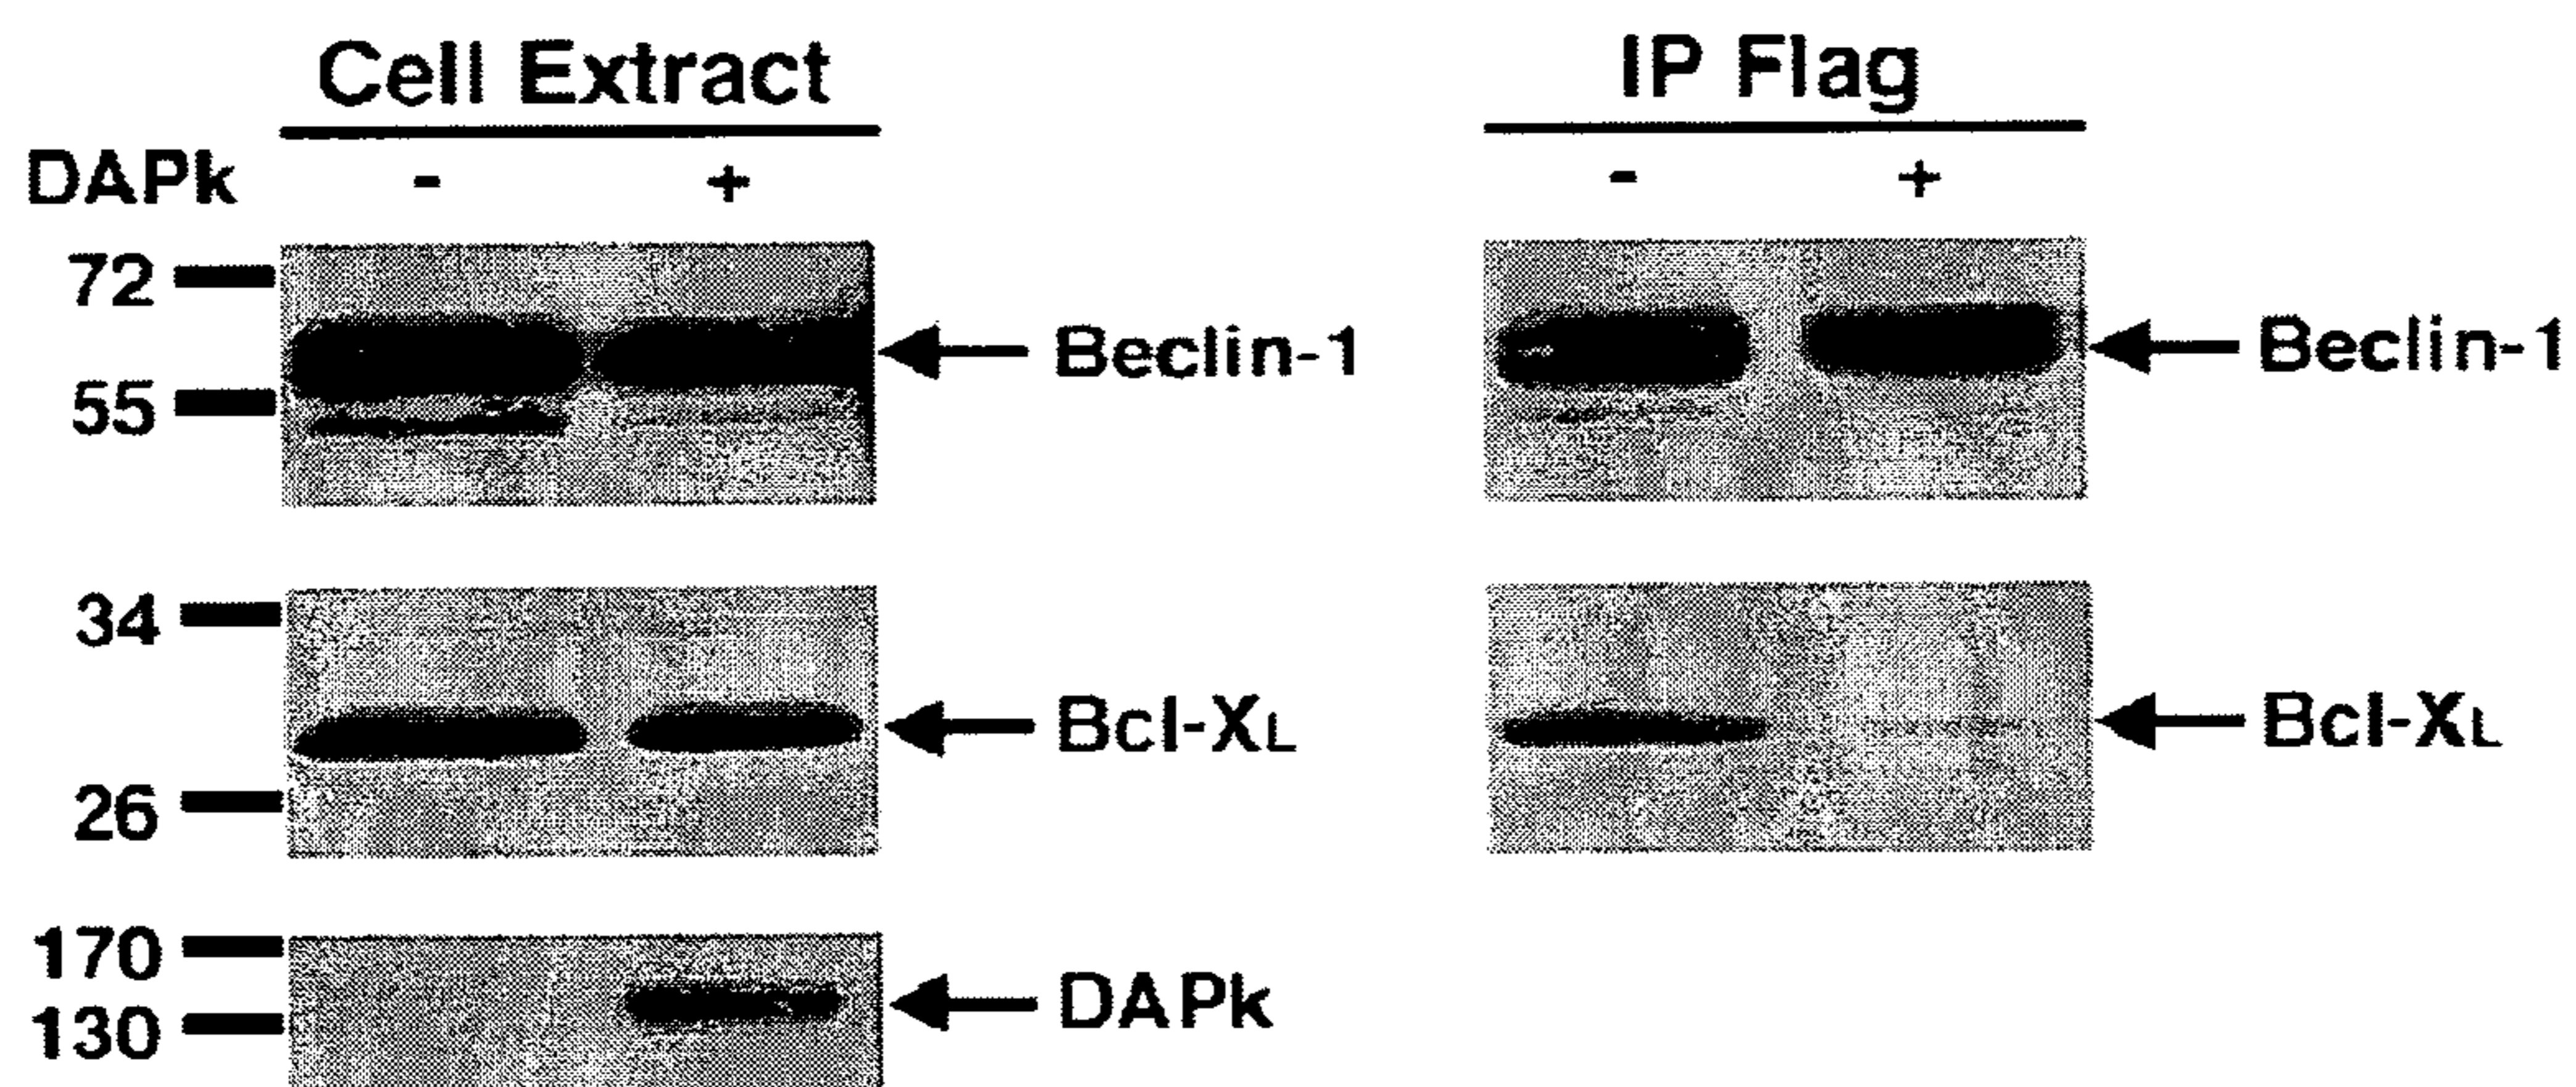 Cell Extract IP Flag
DAPk - + - +
72
Beclin-1 Beclin-1
55
34
Bcl-XL Bcl-XL
26
170
DAPk
130